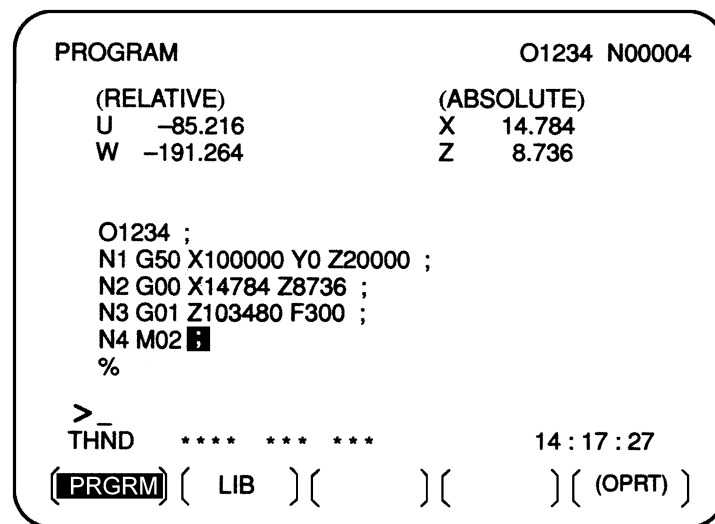 PROGRAM O1234 N00004
(RELATIVE) (ABSOLUTE)
U –85.216 X 14.784
W –191.264 Z 8.736
O1234 ;
N1 G50 X100000 Y0 Z20000 ;
N2 G00 X14784 Z8736 ;
N3 G01 Z103480 F300 ;
N4 M02 ;
%
>_
THND **** *** *** 14 : 17 : 27
[ PRGRM ] [ LIB ] [ ] [ ] [ (OPRT) ]